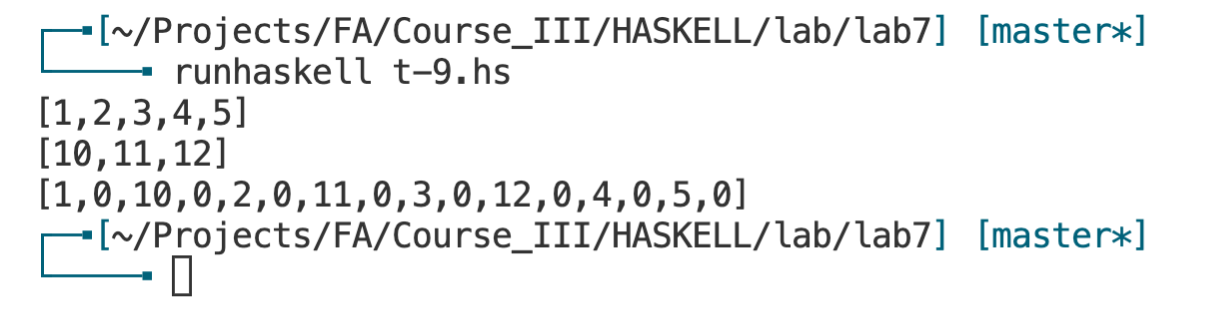 [~/Projects/FA/Course_III/HASKELL/lab/lab7] [master*]
runhaskell t-9.hs
[1,2,3,4,5]
[10,11,12]
[1,0,10,0,2,0,11,0,3,0,12,0,4,0,5,0]
[~/Projects/FA/Course_III/HASKELL/lab/lab7] [master*]